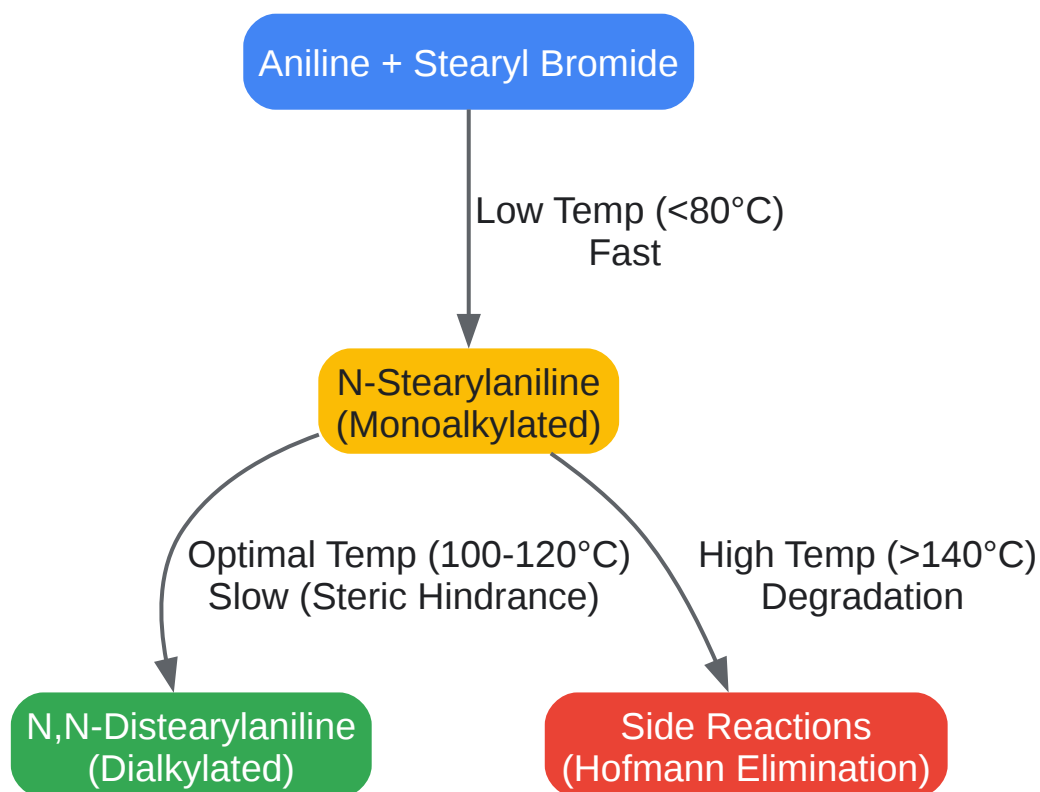 Aniline + Stearyl Bromide
Low Temp (<80°C)
Fast
N-Stearylaniline
(Monoalkylated)
Optimal Temp (100-120°C)
Slow (Steric Hindrance)
High Temp (>140°C)
Degradation
N,N-Distearylaniline
(Dialkylated)
Side Reactions
(Hofmann Elimination)